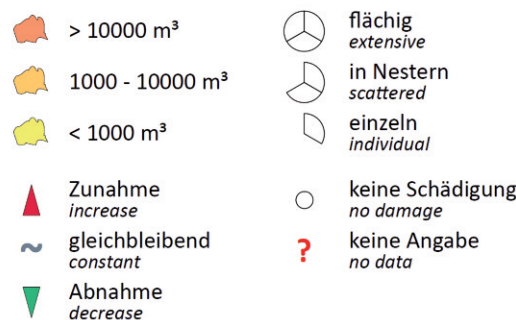 > 10000 m³
1000 - 10000 m³
< 1000 m³
Zunahme
increase
~ gleichbleibend
constant
Abnahme
decrease
flächig
extensive
in Nestern
scattered
einzeln
individual
keine Schädigung
no damage
? keine Angabe
no data